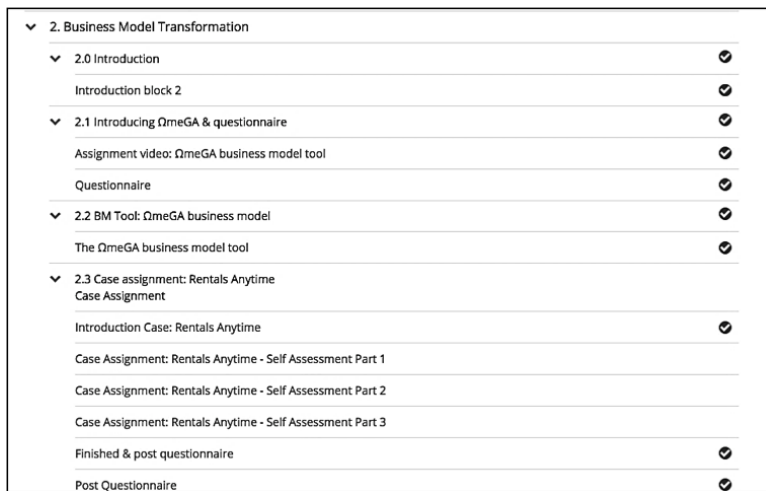 2. Business Model Transformation
2.0 Introduction
Introduction block 2
2.1 Introducing ΩmeGA & questionnaire
Assignment video: ΩmeGA business model tool
Questionnaire
2.2 BM Tool: ΩmeGA business model
The ΩmeGA business model tool
2.3 Case assignment: Rentals Anytime
Case Assignment
Introduction Case: Rentals Anytime
Case Assignment: Rentals Anytime - Self Assessment Part 1
Case Assignment: Rentals Anytime - Self Assessment Part 2
Case Assignment: Rentals Anytime - Self Assessment Part 3
Finished & post questionnaire
Post Questionnaire